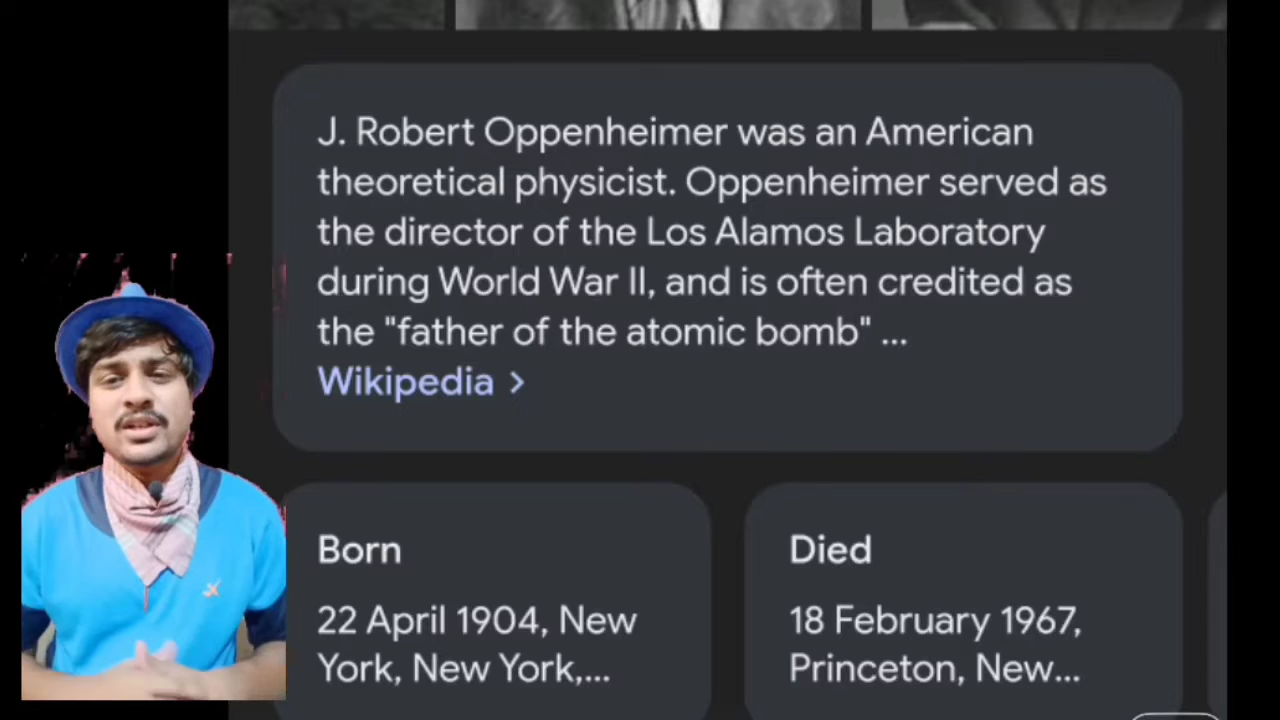 J. Robert Oppenheimer was an American
theoretical physicist. Oppenheimer served as
the director of the Los Alamos Laboratory
during World War II, and is often credited as
the "father of the atomic bomb" ...
Wikipedia >
Born
22 April 1904, New
York, New York,...
Died
18 February 1967,
Princeton, New...